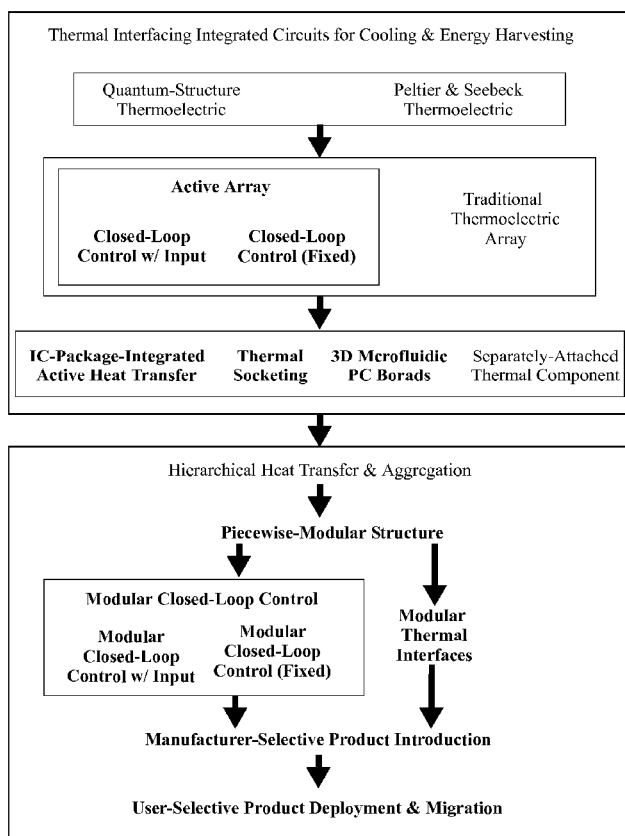 Thermal Interfacing Integrated Circuits for Cooling & Energy Harvesting
Quantum-Structure
Thermoelectric
Peltier & Seebeck
Thermoelectric
Active Array
Closed-Loop
Control w/ Input
Closed-Loop
Control (Fixed)
Traditional
Thermoelectric
Array
IC-Package-Integrated
Active Heat Transfer
Thermal
Socketing
3D Mcrofluidic
PC Borads
Separately-Attached
Thermal Component
Hierarchical Heat Transfer & Aggregation
Piecewise-Modular Structure
Modular Closed-Loop Control
Modular
Closed-Loop
Control w/ Input
Modular
Closed-Loop
Control (Fixed)
Modular
Thermal
Interfaces
Manufacturer-Selective Product Introduction
User-Selective Product Deployment & Migration